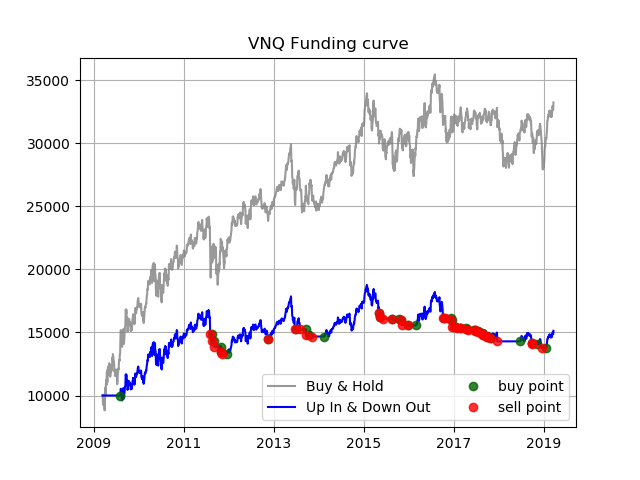 VNQ Funding curve
35000
30000
25000
20000
15000
10000
Buy & Hold
Up In & Down Out
buy point
sell point
2009 2011 2013 2015 2017 2019